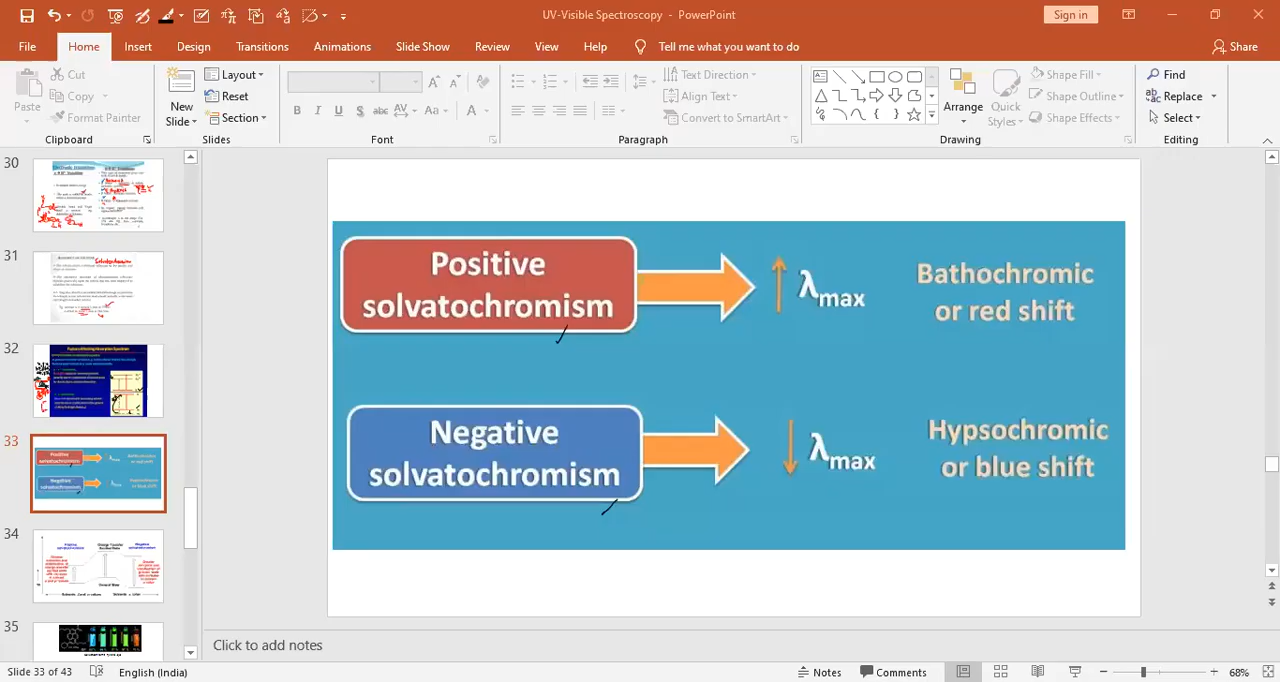 UV-Visible Spectroscopy - PowerPoint
Sign in
File Home Insert Design Transitions Animations Slide Show Review View Help Tell me what you want to do
Share
Paste
Cut
Copy
Format Painter
Clipboard
New Slide
Layout
Reset
Section
Slides
B I U S abc AV Aa A
Font
Text Direction
Align Text
Convert to SmartArt
Paragraph
Arrange
Quick Styles
Shape Fill
Shape Outline
Shape Effects
Drawing
Find
Replace
Select
Editing
30
31
32
33
34
35
Positive
solvatochromism
λmax
Bathochromic
or red shift
Negative
solvatochromism
λmax
Hypsochromic
or blue shift
Click to add notes
Slide 33 of 43
English (India)
Notes
Comments
68%